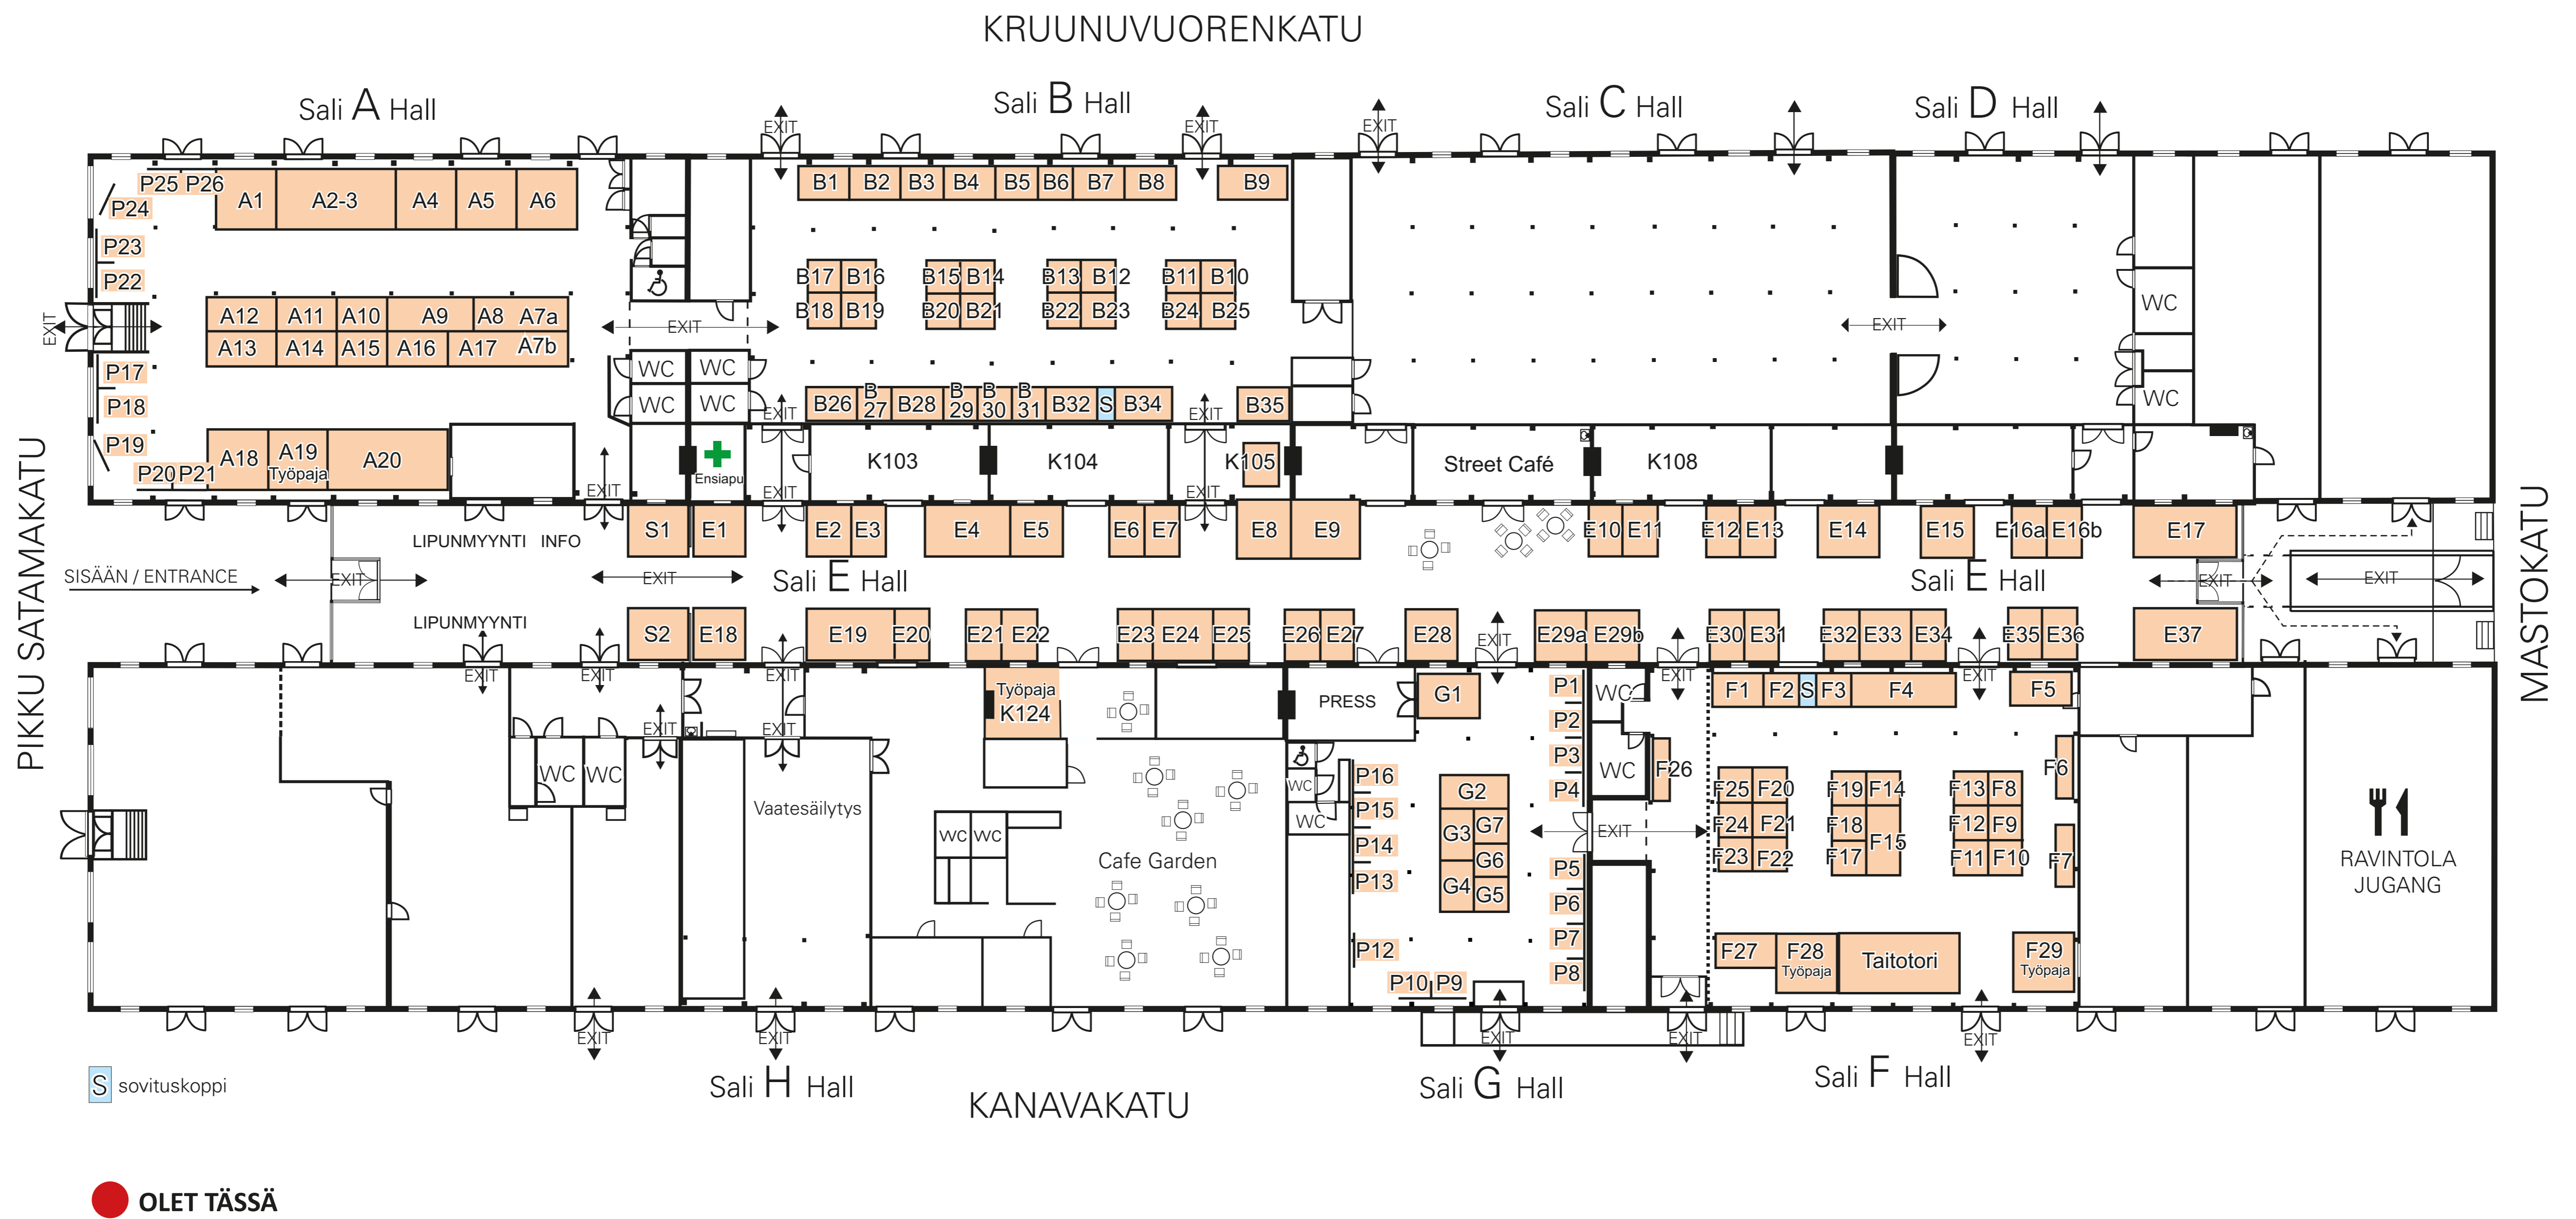 KRUUNUVUORENKATU
Sali A Hall
Sali B Hall
Sali C Hall
Sali D Hall
EXIT
EXIT
EXIT
P25 P26
P24
P23
P22
A1 A2-3 A4 A5 A6
B1 B2 B3 B4 B5 B6 B7 B8 B9
B17 B16 B15 B14 B13 B12 B11 B10
B18 B19 B20 B21 B22 B23 B24 B25
A12 A11 A10 A9 A8 A7a
A13 A14 A15 A16 A17 A7b
EXIT
EXIT
EXIT
WC
WC
WC WC
WC WC
P17
P18
P19
P20 P21
A18
A19
Työpaja
A20
B26
B
27
B28
B
29
B
30
B
31
B32 S B34 B35
EXIT
EXIT
Ensiapu
K103 K104 K105 Street Café K108
EXIT
EXIT
EXIT
PIKKU SATAMAKATU
MASTOKATU
S1 E1 E2 E3 E4 E5 E6 E7 E8 E9 E10 E11 E12 E13 E14 E15 E16a E16b E17
LIPUNMYYNTI INFO
SISÄÄN / ENTRANCE
EXIT
EXIT
Sali E Hall
Sali E Hall
EXIT
EXIT
LIPUNMYYNTI
S2 E18 E19 E20 E21 E22 E23 E24 E25 E26 E27 E28 E29a E29b E30 E31 E32 E33 E34 E35 E36 E37
EXIT
EXIT
EXIT
EXIT
EXIT
EXIT
EXIT
EXIT
EXIT
Työpaja
K124
PRESS
G1
P1
P2
P3
P4
WC
WC
F1 F2 S F3 F4 F5
F26
F6
F7
WC WC
Vaatesäilytys
WC WC
Cafe Garden
WC
WC
P16
P15
P14
P13
P12
P10 P9
G2
G3 G7
G6
G4 G5
EXIT
P5
P6
P7
P8
F25 F20 F19 F14 F13 F8
F24 F21 F18 F15 F12 F9
F23 F22 F17 F11 F10
F27
F28
Työpaja
Taitotori
F29
Työpaja
RAVINTOLA
JUGANG
EXIT
EXIT
EXIT
EXIT
EXIT
S sovituskoppi
Sali H Hall
KANAVAKATU
Sali G Hall
Sali F Hall
OLET TÄSSÄ